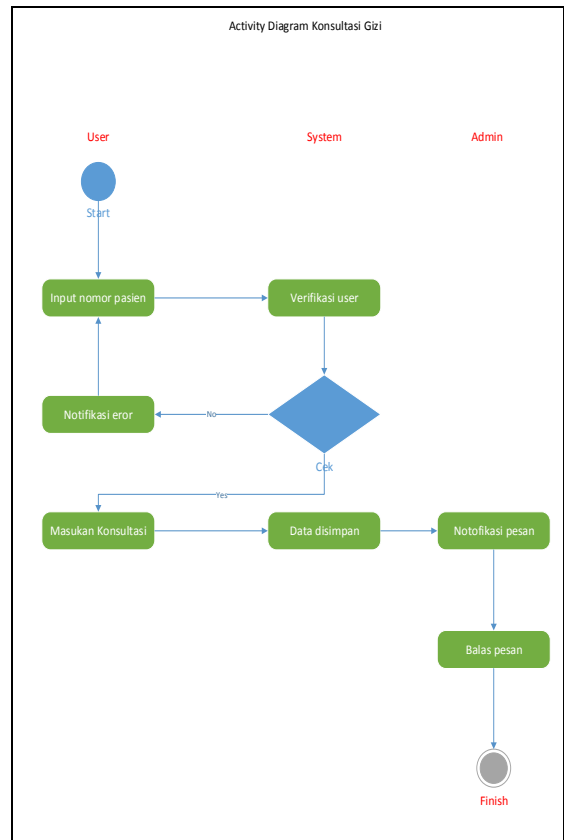 Activity Diagram Konsultasi Gizi
User
System
Admin
Start
Input nomor pasien
Verifikasi user
Notifikasi eror
No
Cek
Yes
Masukan Konsultasi
Data disimpan
Notofikasi pesan
Balas pesan
Finish